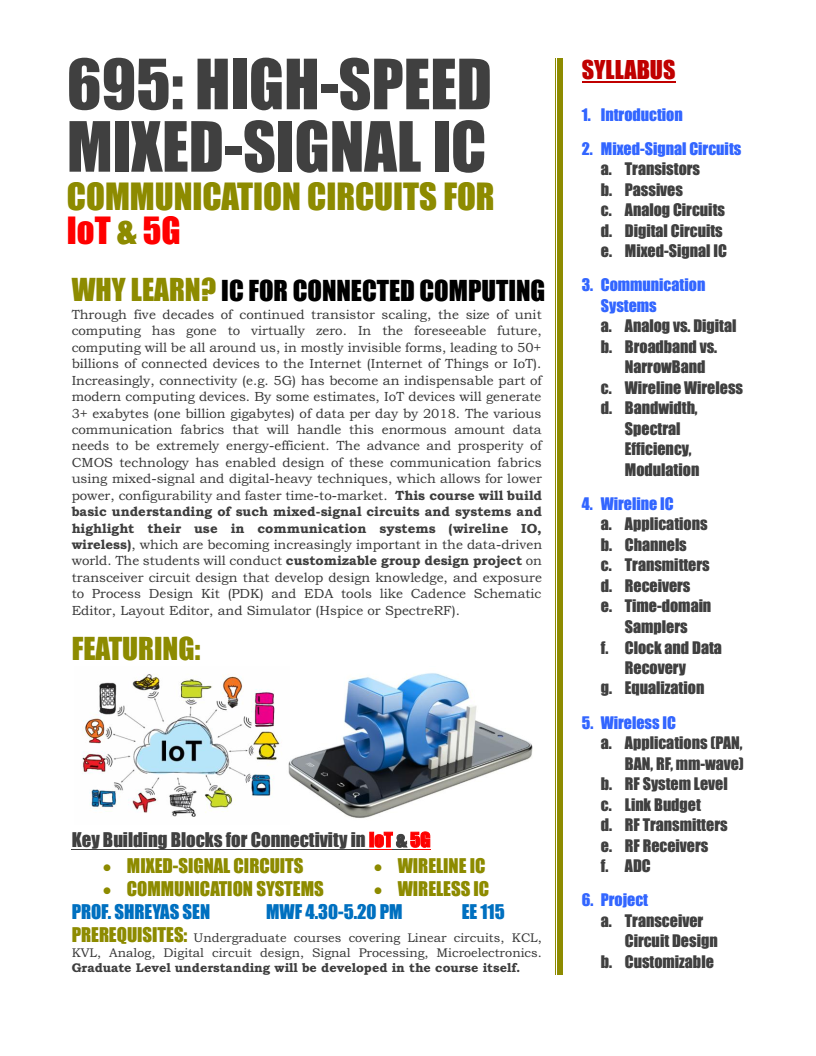 695: HIGH-SPEED
MIXED-SIGNAL IC
COMMUNICATION CIRCUITS FOR
IoT & 5G
WHY LEARN? IC FOR CONNECTED COMPUTING
Through five decades of continued transistor scaling, the size of unit
computing has gone to virtually zero. In the foreseeable future,
computing will be all around us, in mostly invisible forms, leading to 50+
billions of connected devices to the Internet (Internet of Things or IoT).
Increasingly, connectivity (e.g. 5G) has become an indispensable part of
modern computing devices. By some estimates, IoT devices will generate
3+ exabytes (one billion gigabytes) of data per day by 2018. The various
communication fabrics that will handle this enormous amount data
needs to be extremely energy-efficient. The advance and prosperity of
CMOS technology has enabled design of these communication fabrics
using mixed-signal and digital-heavy techniques, which allows for lower
power, configurability and faster time-to-market. This course will build
basic understanding of such mixed-signal circuits and systems and
highlight their use in communication systems (wireline IO,
wireless), which are becoming increasingly important in the data-driven
world. The students will conduct customizable group design project on
transceiver circuit design that develop design knowledge, and exposure
to Process Design Kit (PDK) and EDA tools like Cadence Schematic
Editor, Layout Editor, and Simulator (Hspice or SpectreRF).
FEATURING:
IoT
5G
Key Building Blocks for Connectivity in IoT & 5G
• MIXED-SIGNAL CIRCUITS • WIRELINE IC
• COMMUNICATION SYSTEMS • WIRELESS IC
PROF. SHREYAS SEN MWF 4.30-5.20 PM EE 115
PREREQUISITES: Undergraduate courses covering Linear circuits, KCL,
KVL, Analog, Digital circuit design, Signal Processing, Microelectronics.
Graduate Level understanding will be developed in the course itself.
SYLLABUS
1. Introduction
2. Mixed-Signal Circuits
a. Transistors
b. Passives
c. Analog Circuits
d. Digital Circuits
e. Mixed-Signal IC
3. Communication
Systems
a. Analog vs. Digital
b. Broadband vs.
NarrowBand
c. Wireline Wireless
d. Bandwidth,
Spectral
Efficiency,
Modulation
4. Wireline IC
a. Applications
b. Channels
c. Transmitters
d. Receivers
e. Time-domain
Samplers
f. Clock and Data
Recovery
g. Equalization
5. Wireless IC
a. Applications (PAN,
BAN, RF, mm-wave)
b. RF System Level
c. Link Budget
d. RF Transmitters
e. RF Receivers
f. ADC
6. Project
a. Transceiver
Circuit Design
b. Customizable